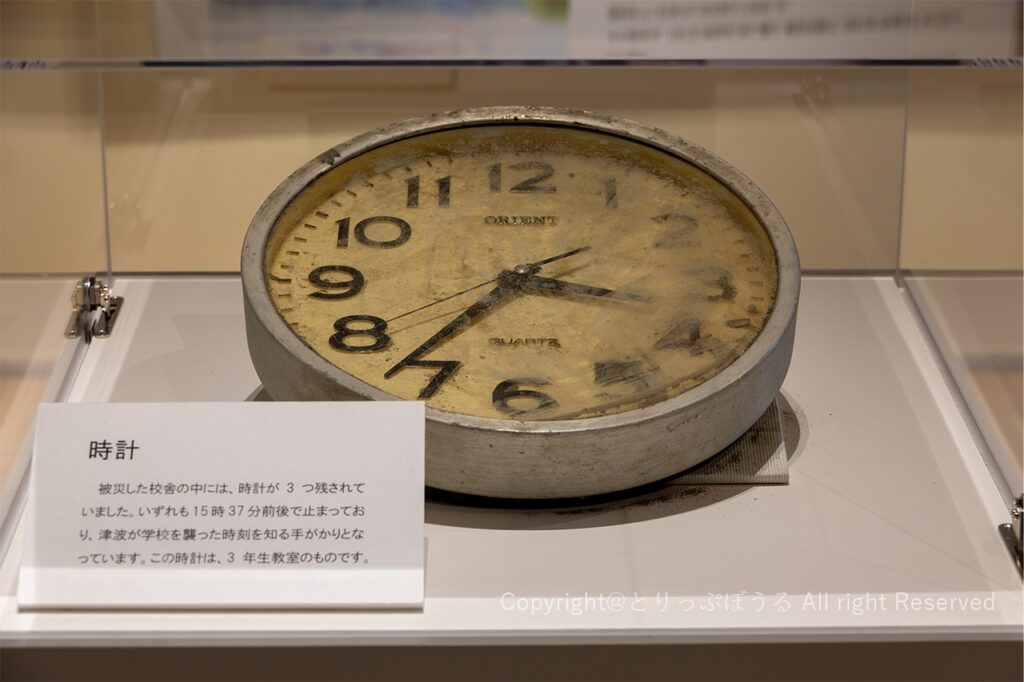 12
11
1
10
2
ORIENT
9
3
8
4
QUARTZ
7
6
時計
被災した校舎の中には、時計が 3 つ残されて
いました。いずれも15時37分前後で止まってお
り、津波が学校を襲った時刻を知る手がかりとな
っています。この時計は、3 年生教室のものです。
Copyright@とりっぷぼうる All right Reserved